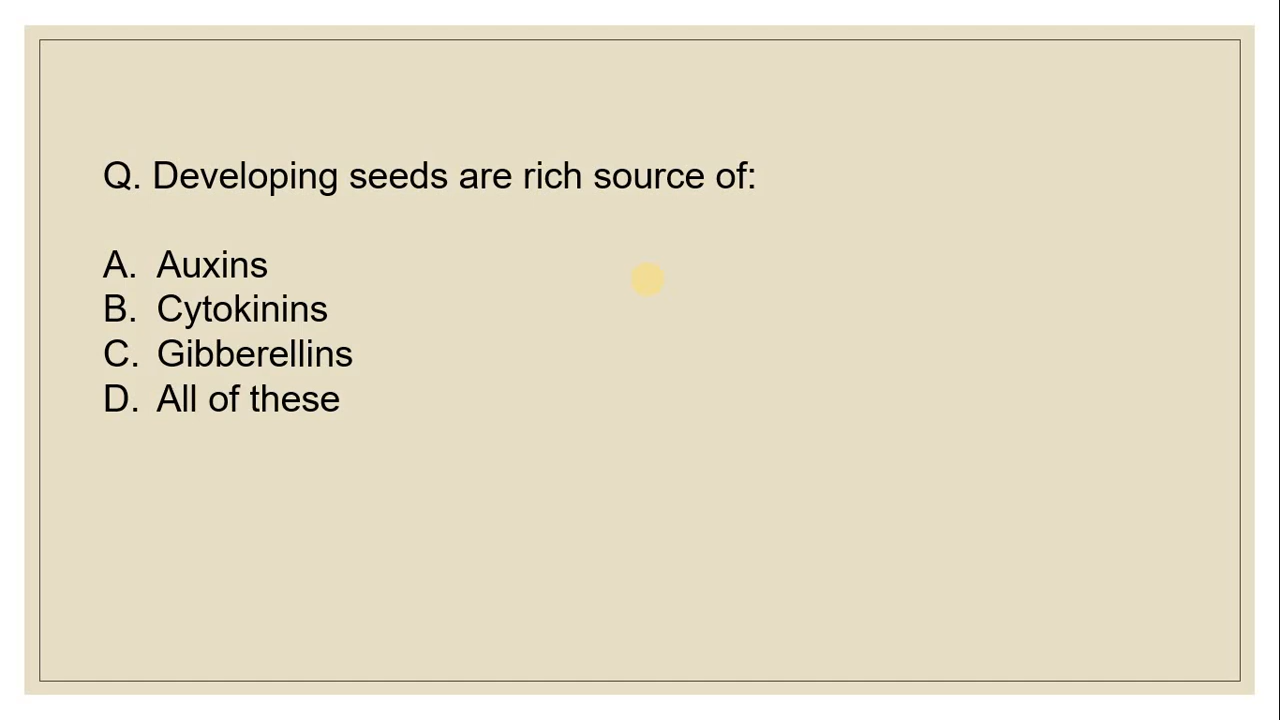 Q. Developing seeds are rich source of:
A. Auxins
B. Cytokinins
C. Gibberellins
D. All of these